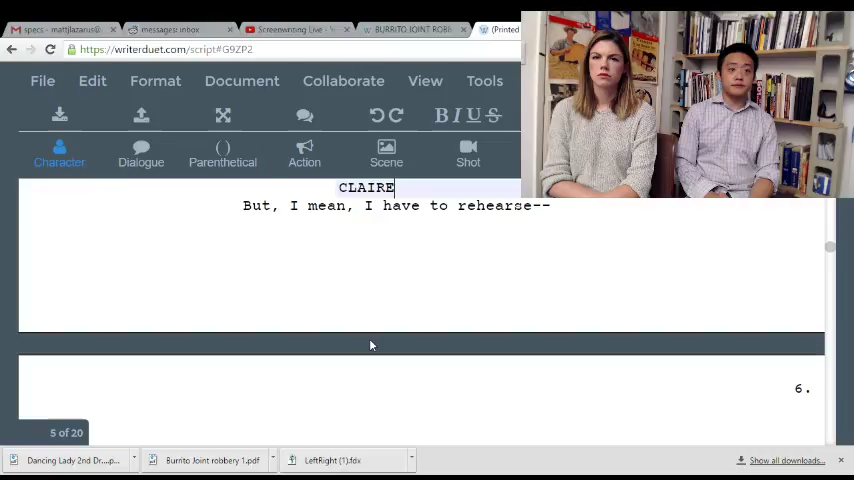 specs - mattjlazarus@
messages: inbox
Screenwriting Live -
BURRITO JOINT ROBI
(Printed
https://writerduet.com/script#G9ZP2
File Edit Format Document Collaborate View Tools
B I U S
Character Dialogue Parenthetical Action Scene Shot
CLAIRE
But, I mean, I have to rehearse--
6.
5 of 20
Dancing Lady 2nd Dr....p...
Burrito Joint robbery 1.pdf
LeftRight (1).fdx
Show all downloads...